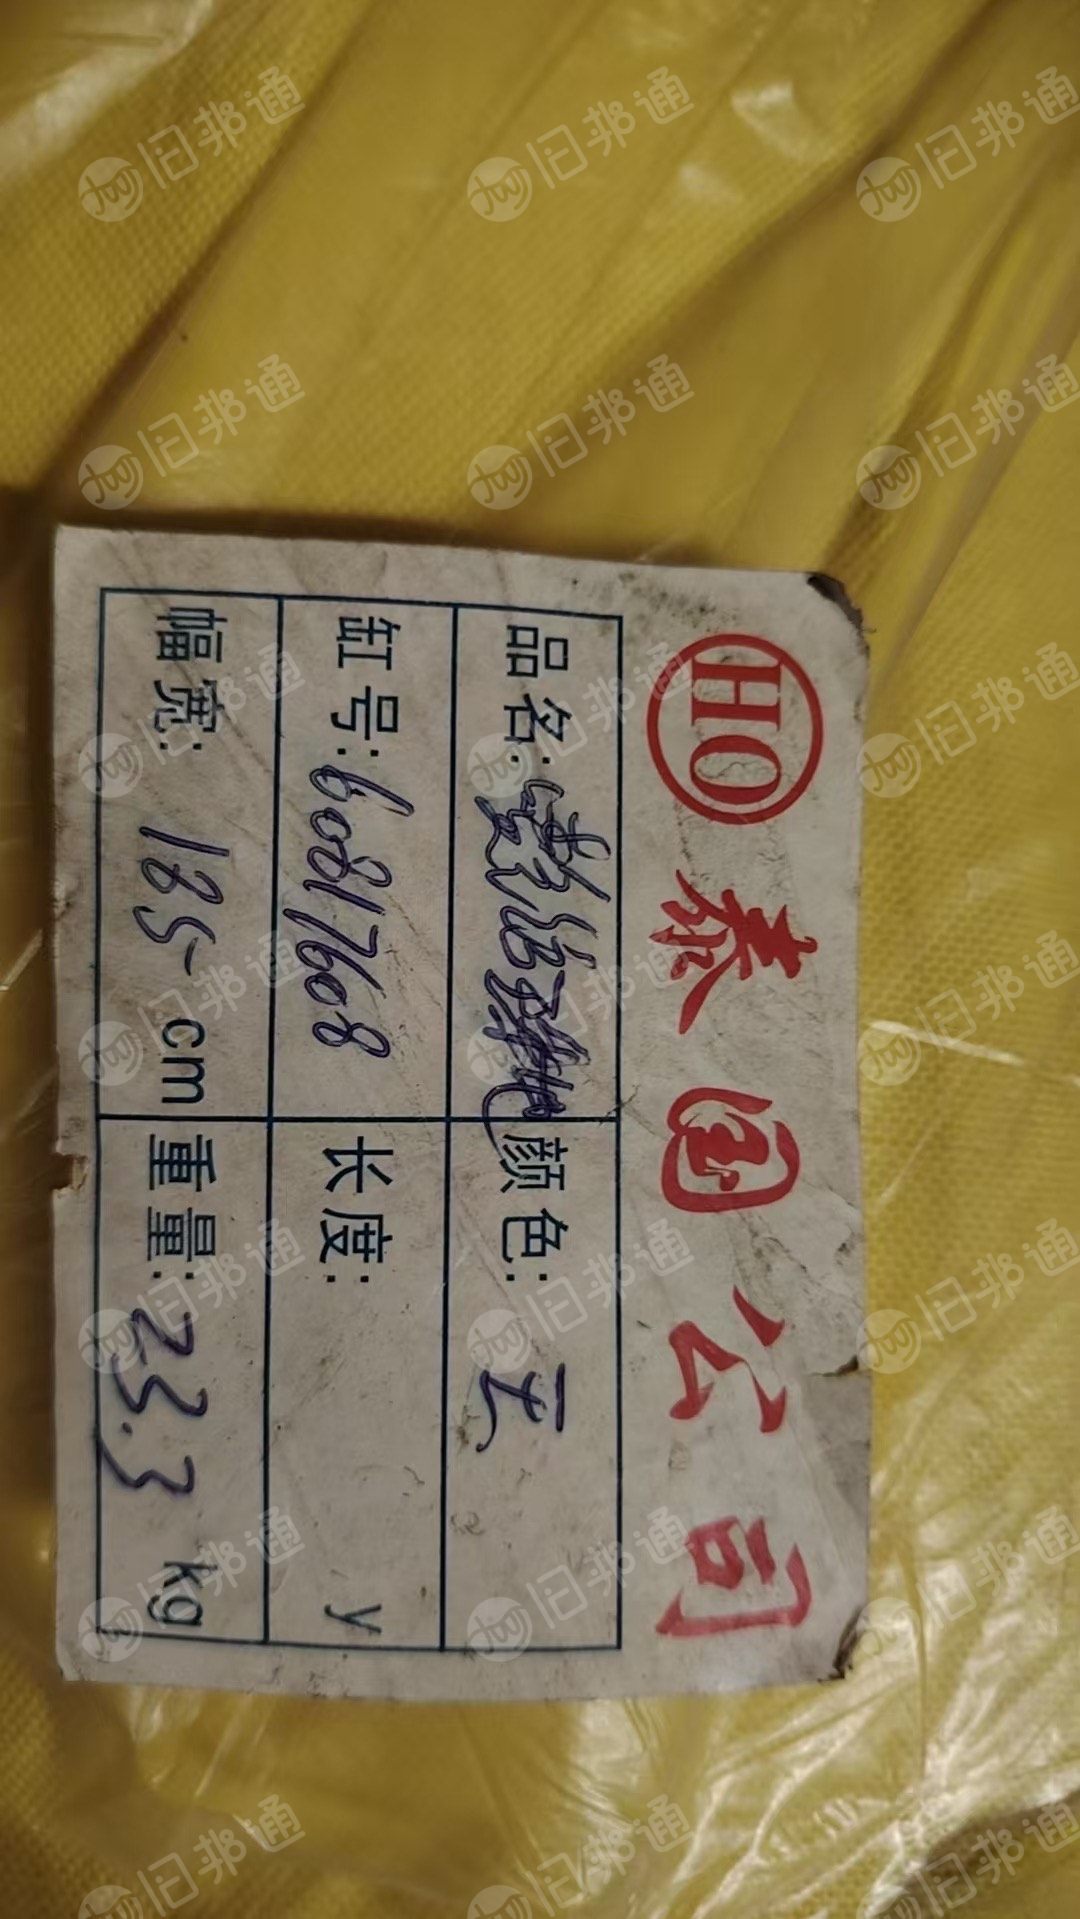 HO 泰国公司
品名: 颜色:
缸号: 60817608 长度: y
幅宽: 185 cm 重量: 23.3 kg
旧邦通